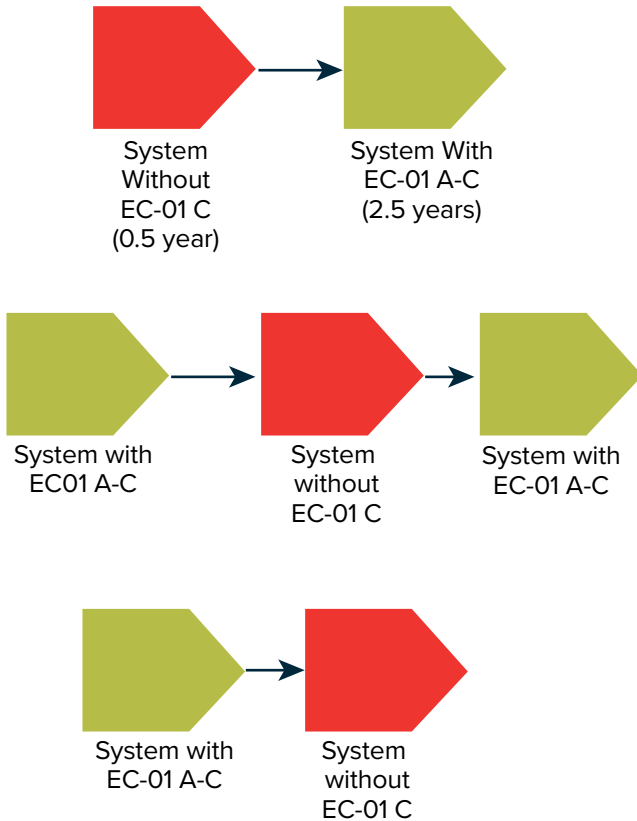 System
Without
EC-01 C
(0.5 year)
System With
EC-01 A-C
(2.5 years)
System with
EC01 A-C
System
without
EC-01 C
System with
EC-01 A-C
System with
EC-01 A-C
System
without
EC-01 C